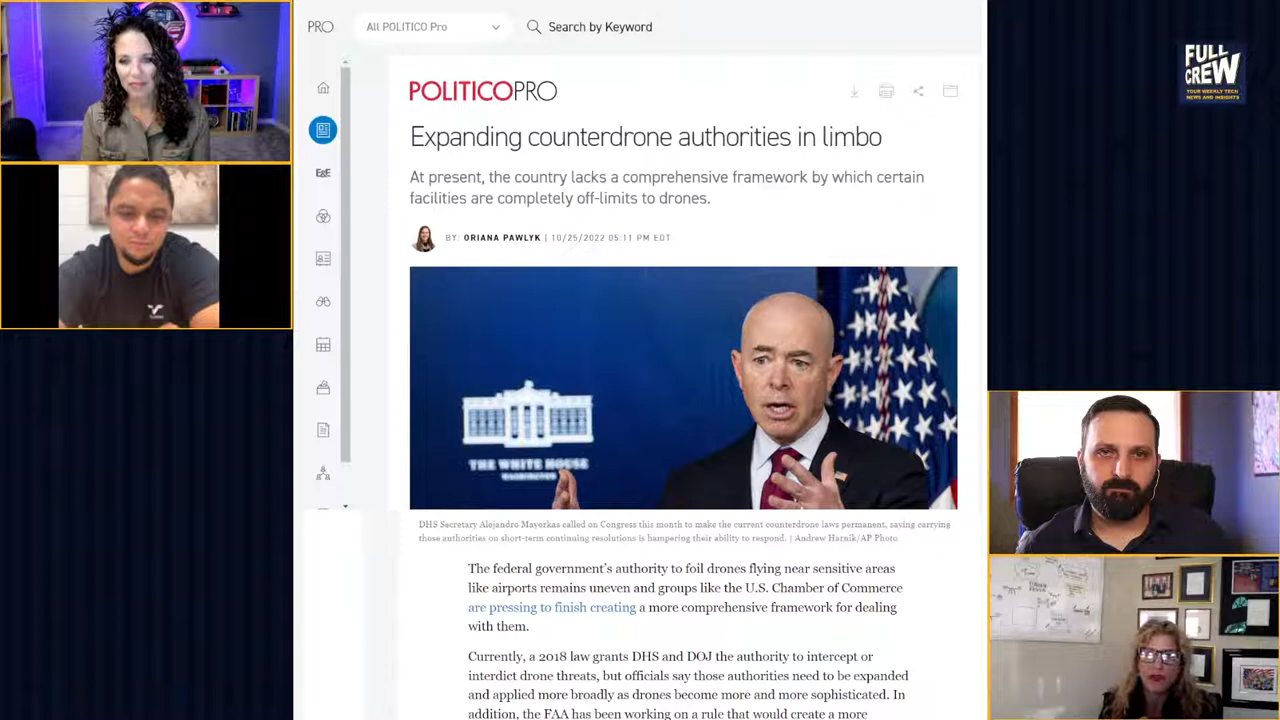 PRO
All POLITICO Pro
Search by Keyword
FULL
CREW
YOUR WEEKLY TECH
NEWS AND INSIGHTS
POLITICOPRO
Expanding counterdrone authorities in limbo
At present, the country lacks a comprehensive framework by which certain
facilities are completely off-limits to drones.
BY: ORIANA PAWLYK | 10/25/2022 05:11 PM EDT
E&E
THE WHITE HOUSE
WASHINGTON
DHS Secretary Alejandro Mayorkas called on Congress this month to make the current counterdrone laws permanent, saying carrying
those authorities on short-term continuing resolutions is hampering their ability to respond. | Andrew Harnik/AP Photo
The federal government's authority to foil drones flying near sensitive areas
like airports remains uneven and groups like the U.S. Chamber of Commerce
are pressing to finish creating a more comprehensive framework for dealing
with them.
Currently, a 2018 law grants DHS and DOJ the authority to intercept or
interdict drone threats, but officials say those authorities need to be expanded
and applied more broadly as drones become more and more sophisticated. In
addition, the FAA has been working on a rule that would create a more